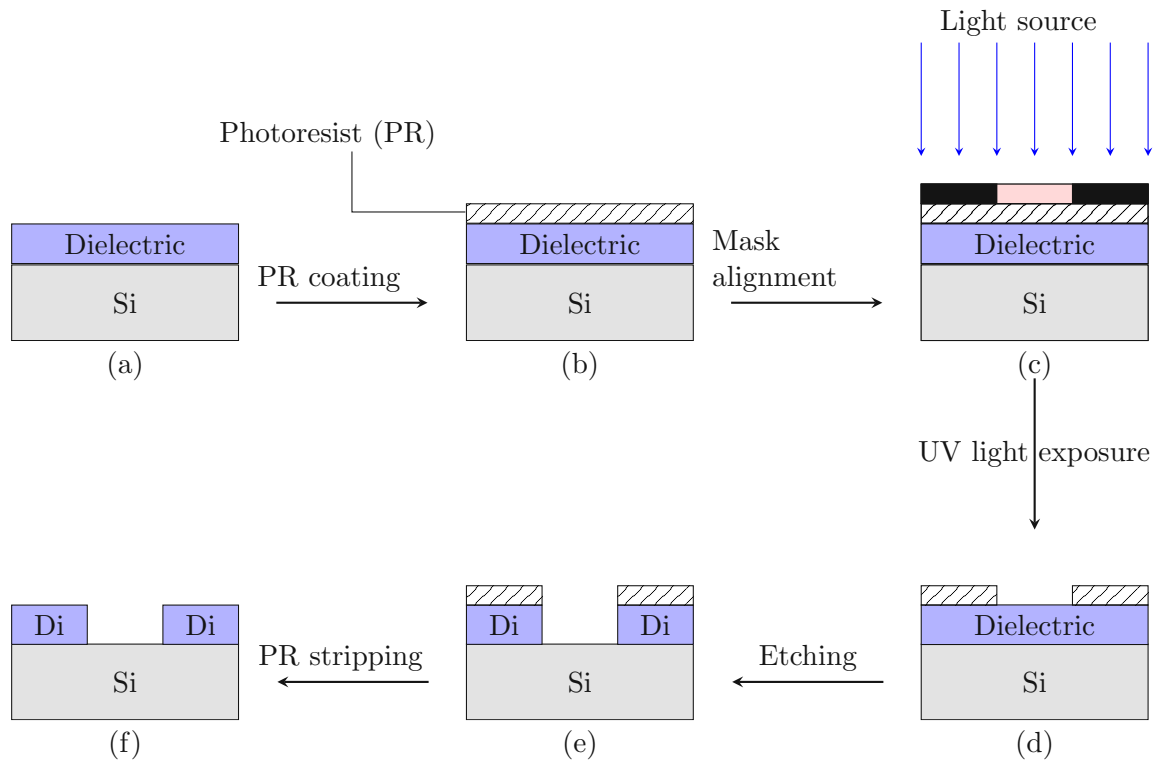 Light source
Photoresist (PR)
Dielectric
Si
(a)
PR coating
Dielectric
Si
(b)
Mask
alignment
Dielectric
Si
(c)
UV light exposure
Dielectric
Si
(d)
Etching
Di
Di
Si
(e)
PR stripping
Di
Di
Si
(f)